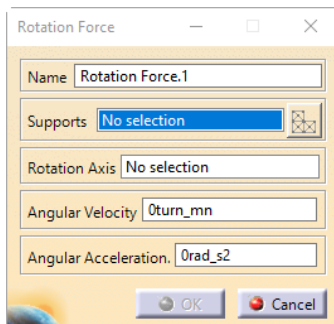 Rotation Force
Name Rotation Force.1
Supports No selection
Rotation Axis No selection
Angular Velocity 0turn_mn
Angular Acceleration. 0rad_s2
OK Cancel